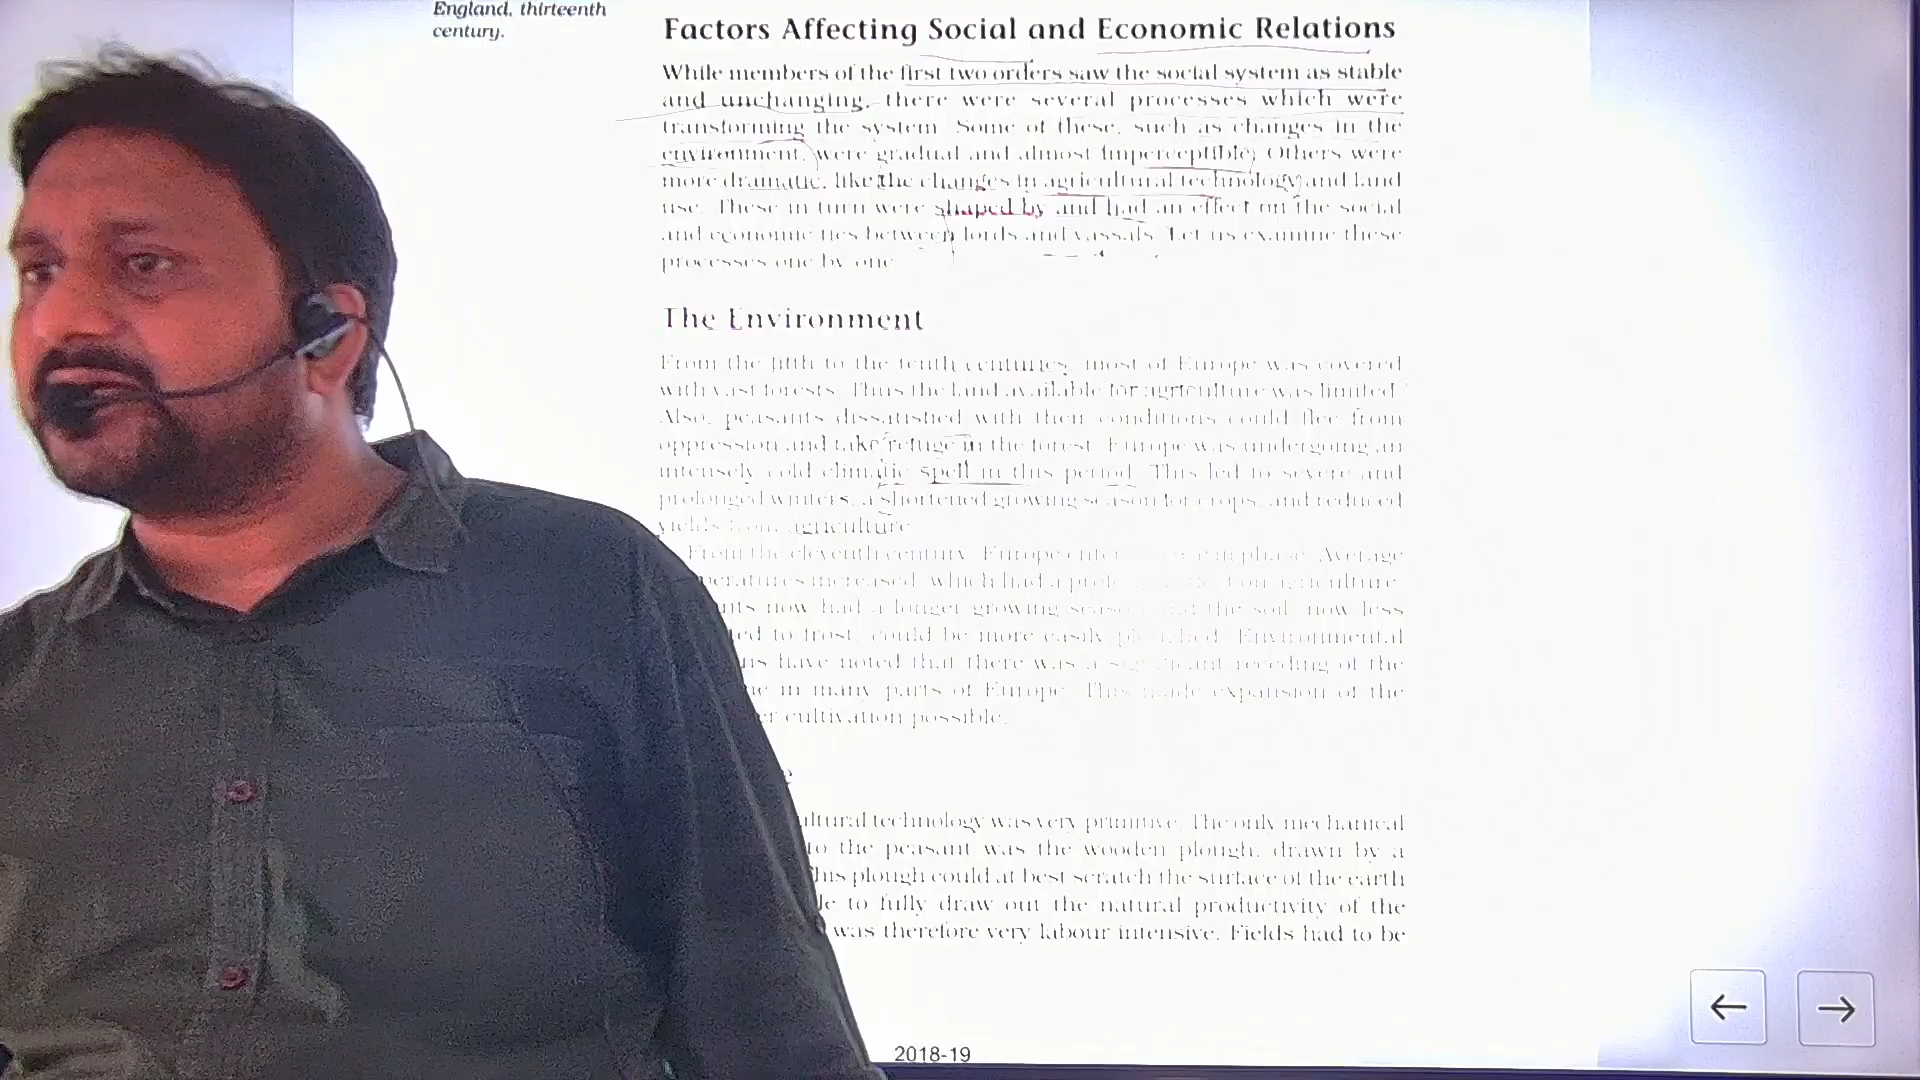 England, thirteenth
century.
Factors Affecting Social and Economic Relations
While members of the first two orders saw the social system as stable
and unchanging, there were several processes which were
transforming the system. Some of these, such as changes in the
environment, were gradual and almost imperceptible. Others were
more dramatic, like the changes in agricultural technology and land
use. These in turn were shaped by and had an effect on the social
and economic ties between lords and vassals. Let us examine these
processes one by one.
The Environment
From the fifth to the tenth centuries, most of Europe was covered
with vast forests. Thus the land available for agriculture was limited.
Also, peasants dissatisfied with their conditions could flee from
oppression and take refuge in the forest. Europe was undergoing an
intensely cold climatic spell in this period. This led to severe and
prolonged winters, a shortened growing season for crops, and reduced
yields from agriculture.
From the eleventh century, Europe phase. Average
increased, which had a on agriculture.
now had a longer growing and the soil, now less
to frost, could be more easily ploughed. Environmental
have noted that there was a significant receding of the
in many parts of Europe. This made expansion of the
cultivation possible.
technology was very primitive. The only mechanical
to the peasant was the wooden plough, drawn by a
This plough could at best scratch the surface of the earth
to fully draw out the natural productivity of the
was therefore very labour intensive. Fields had to be
2018-19